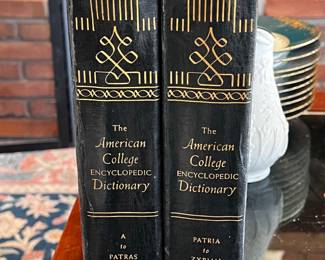 The
American
College
ENCYCLOPEDIC
Dictionary
A
to
PATRAS
The
American
College
ENCYCLOPEDIC
Dictionary
PATRIA
to